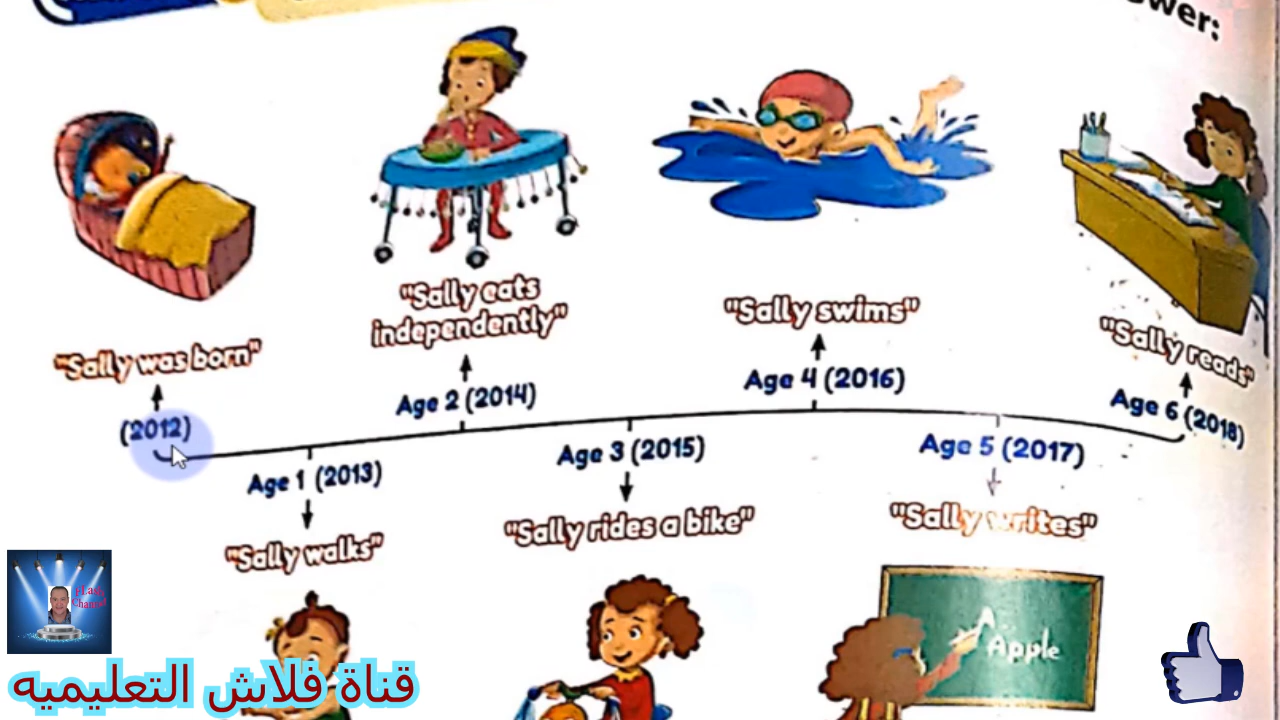 wer:
"Sally eats
independently"
"Sally swims"
"Sally reads"
"Sally was born"
Age 2 (2014)
Age 4 (2016)
Age 6 (2018)
(2012)
Age 1 (2013)
Age 3 (2015)
Age 5 (2017)
"Sally walks"
"Sally rides a bike"
"Sally writes"
A..
Apple
FLash
Channel
قناة فلاش التعليميه